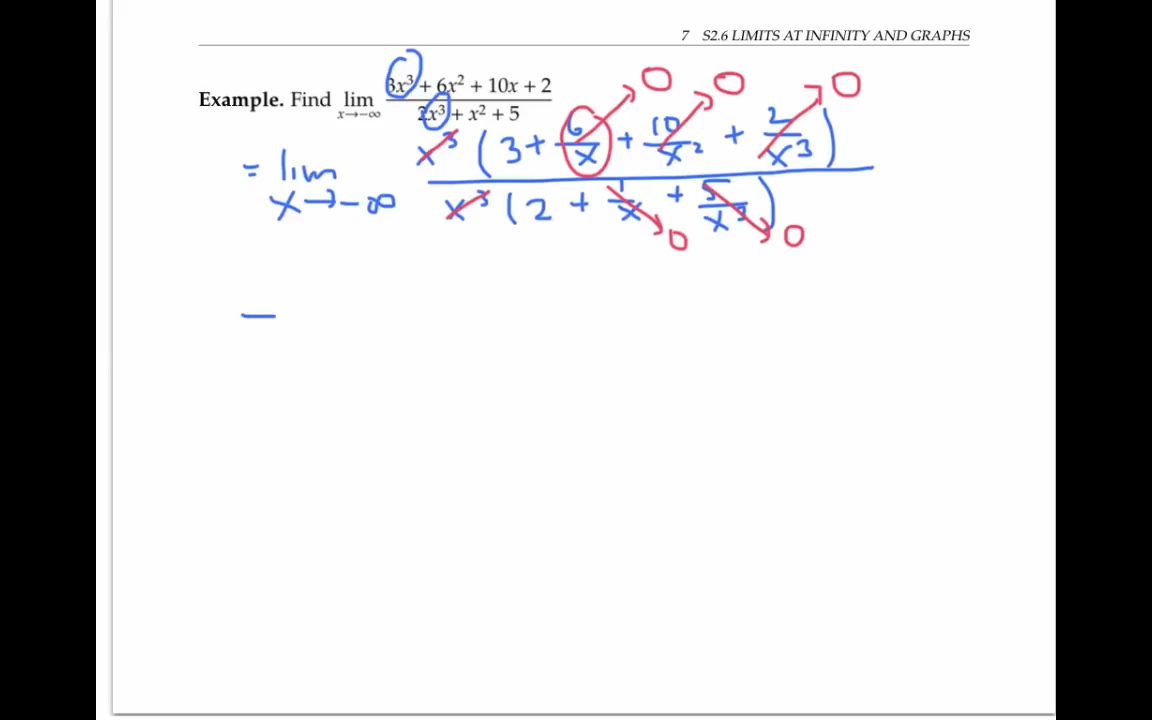 7 S2.6 LIMITS AT INFINITY AND GRAPHS
Example. Find lim x→−∞ (3x³ + 6x² + 10x + 2) / (2x³ + x² + 5)
= lim x→−∞ x³ (3 + 6/x + 10/x² + 2/x³) / x³ (2 + 1/x + 5/x³)
0 0 0
0 0